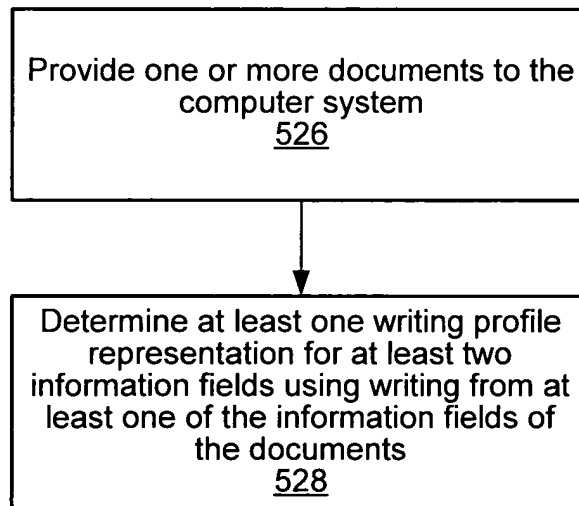 Provide one or more documents to the
computer system
526
Determine at least one writing profile
representation for at least two
information fields using writing from at
least one of the information fields of
the documents
528